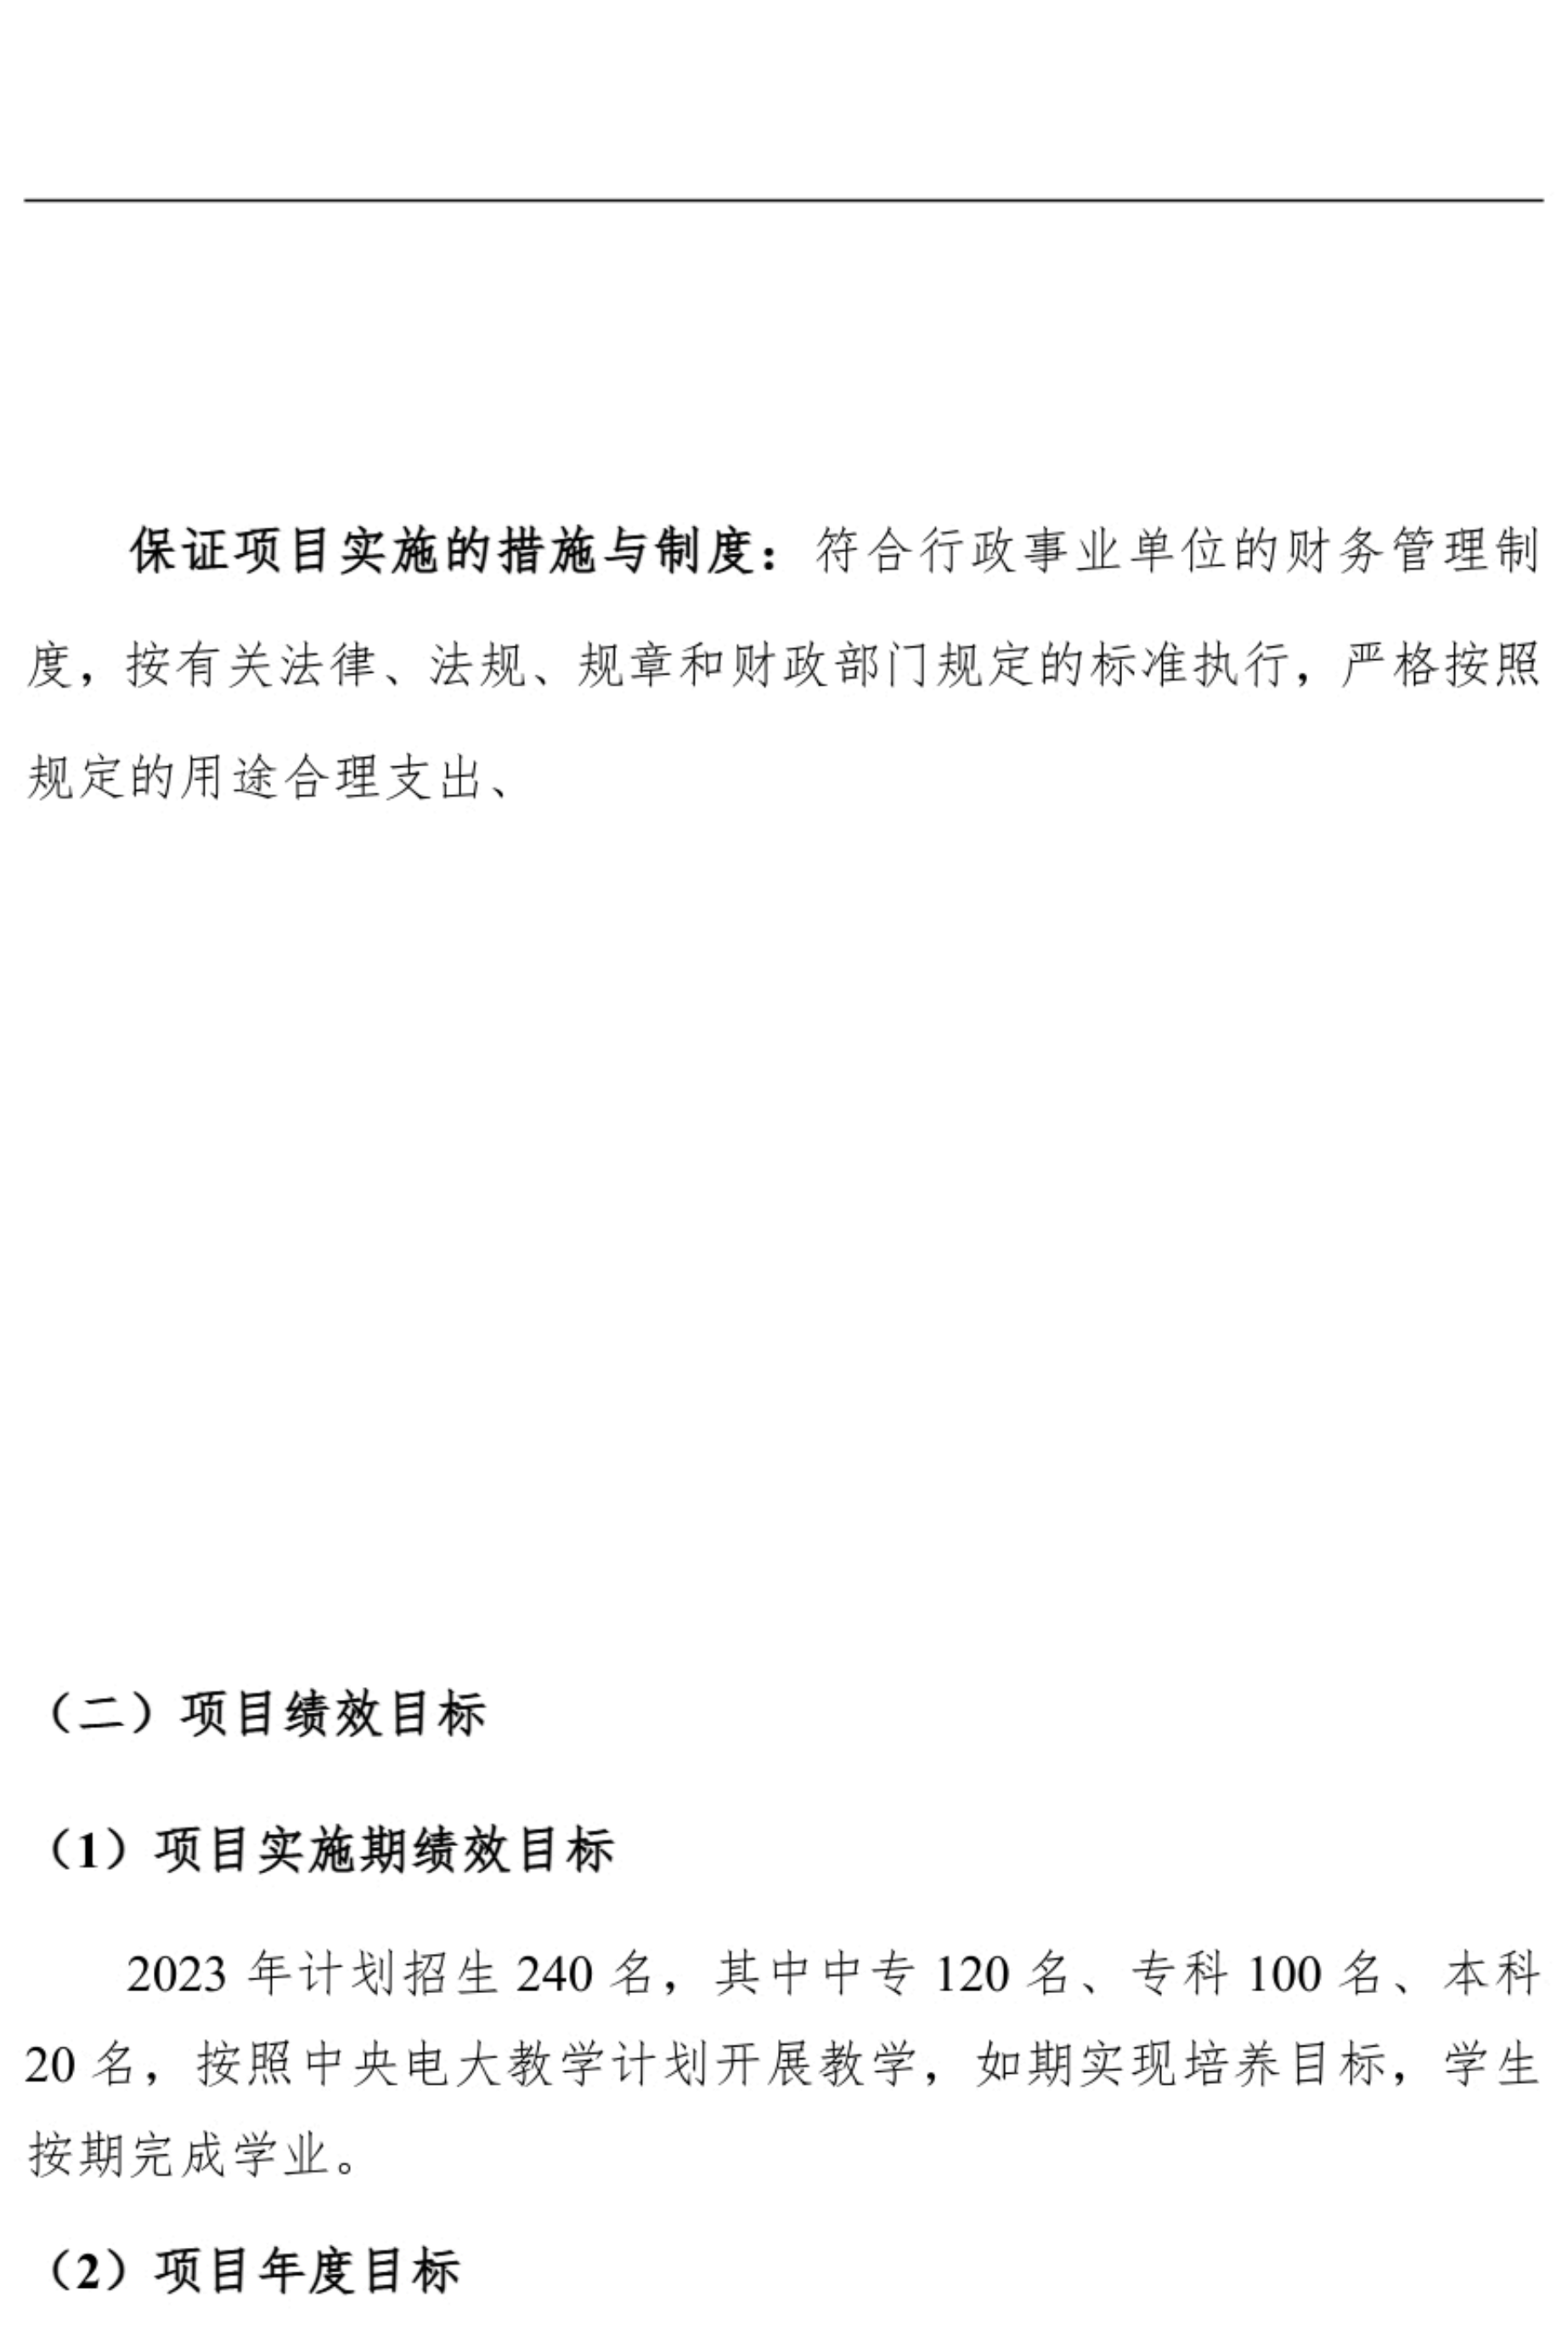 保证项目实施的措施与制度：符合行政事业单位的财务管理制
度，按有关法律、法规、规章和财政部门规定的标准执行，严格按照
规定的用途合理支出、
（二）项目绩效目标
（1）项目实施期绩效目标
2023 年计划招生 240 名，其中中专 120 名、专科 100 名、本科
20 名，按照中央电大教学计划开展教学，如期实现培养目标，学生
按期完成学业。
（2）项目年度目标